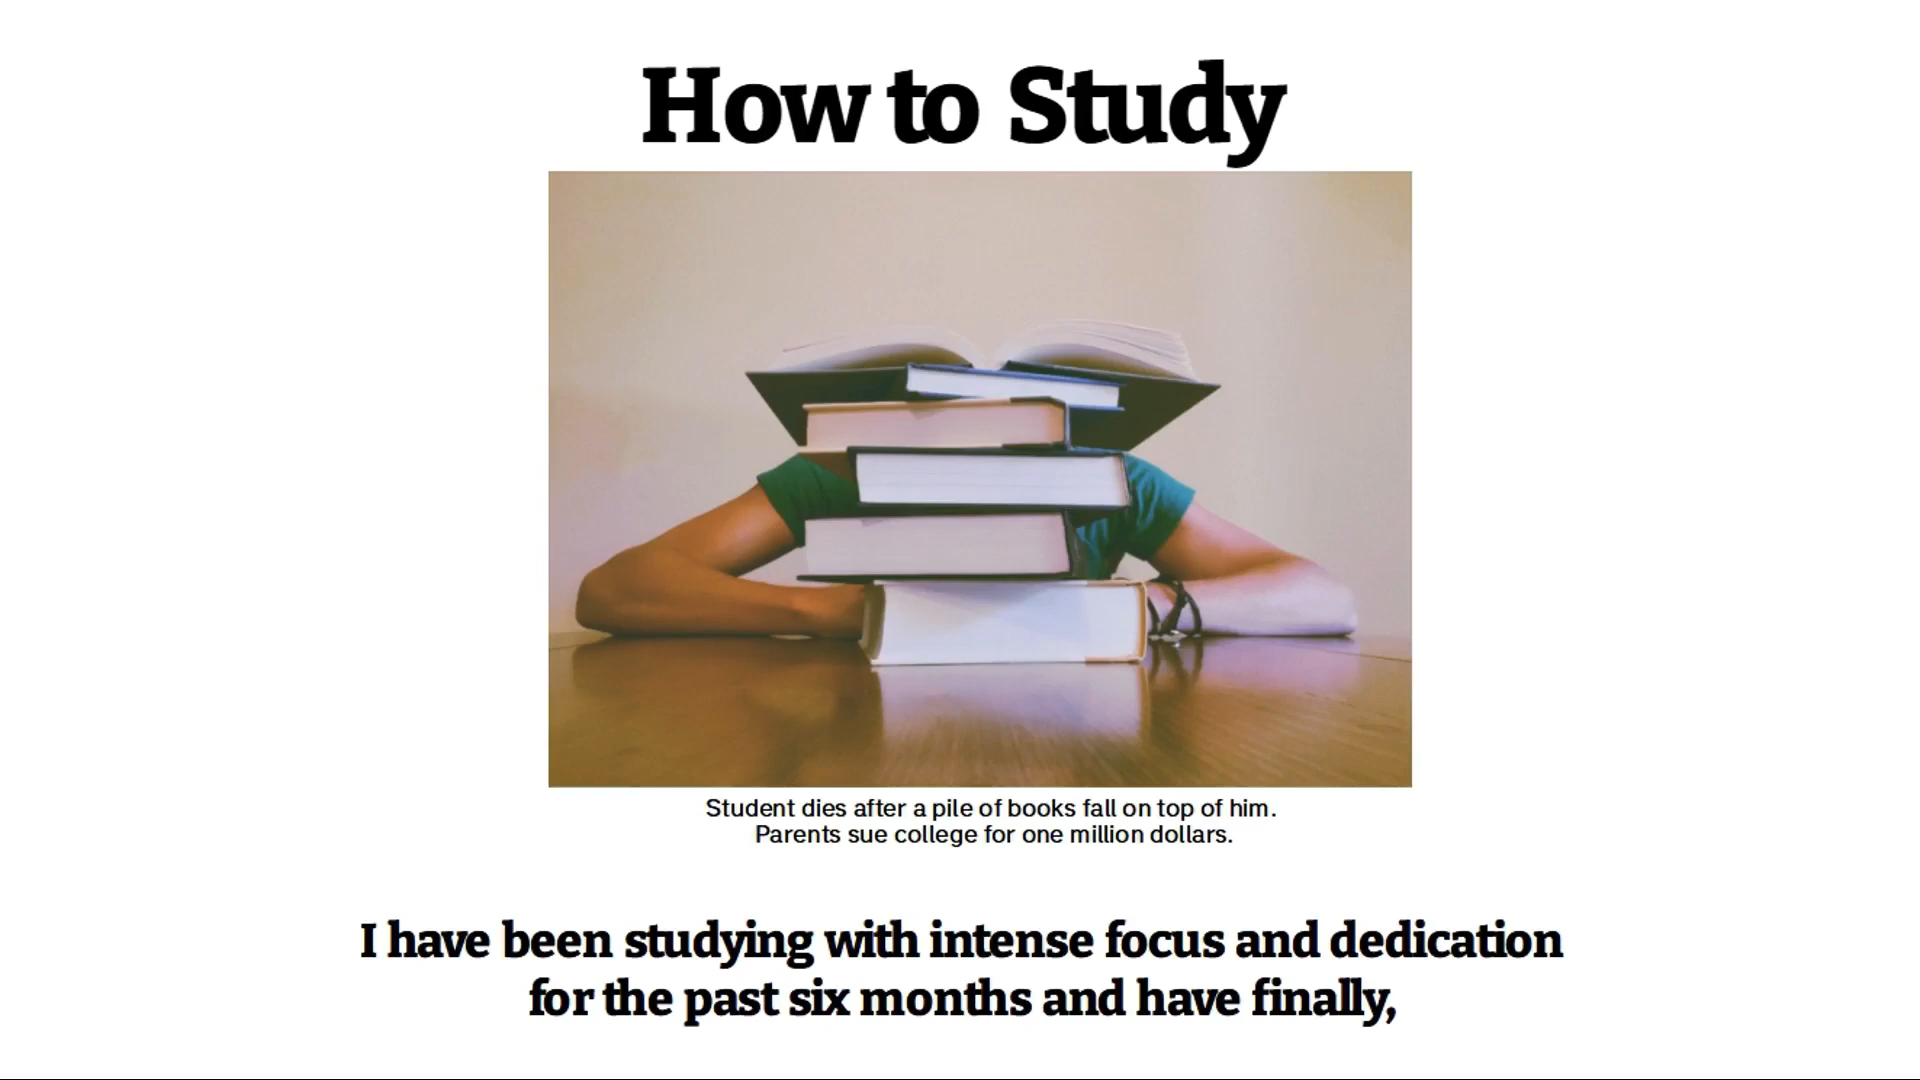 How to Study
Student dies after a pile of books fall on top of him.
Parents sue college for one million dollars.
I have been studying with intense focus and dedication
for the past six months and have finally,